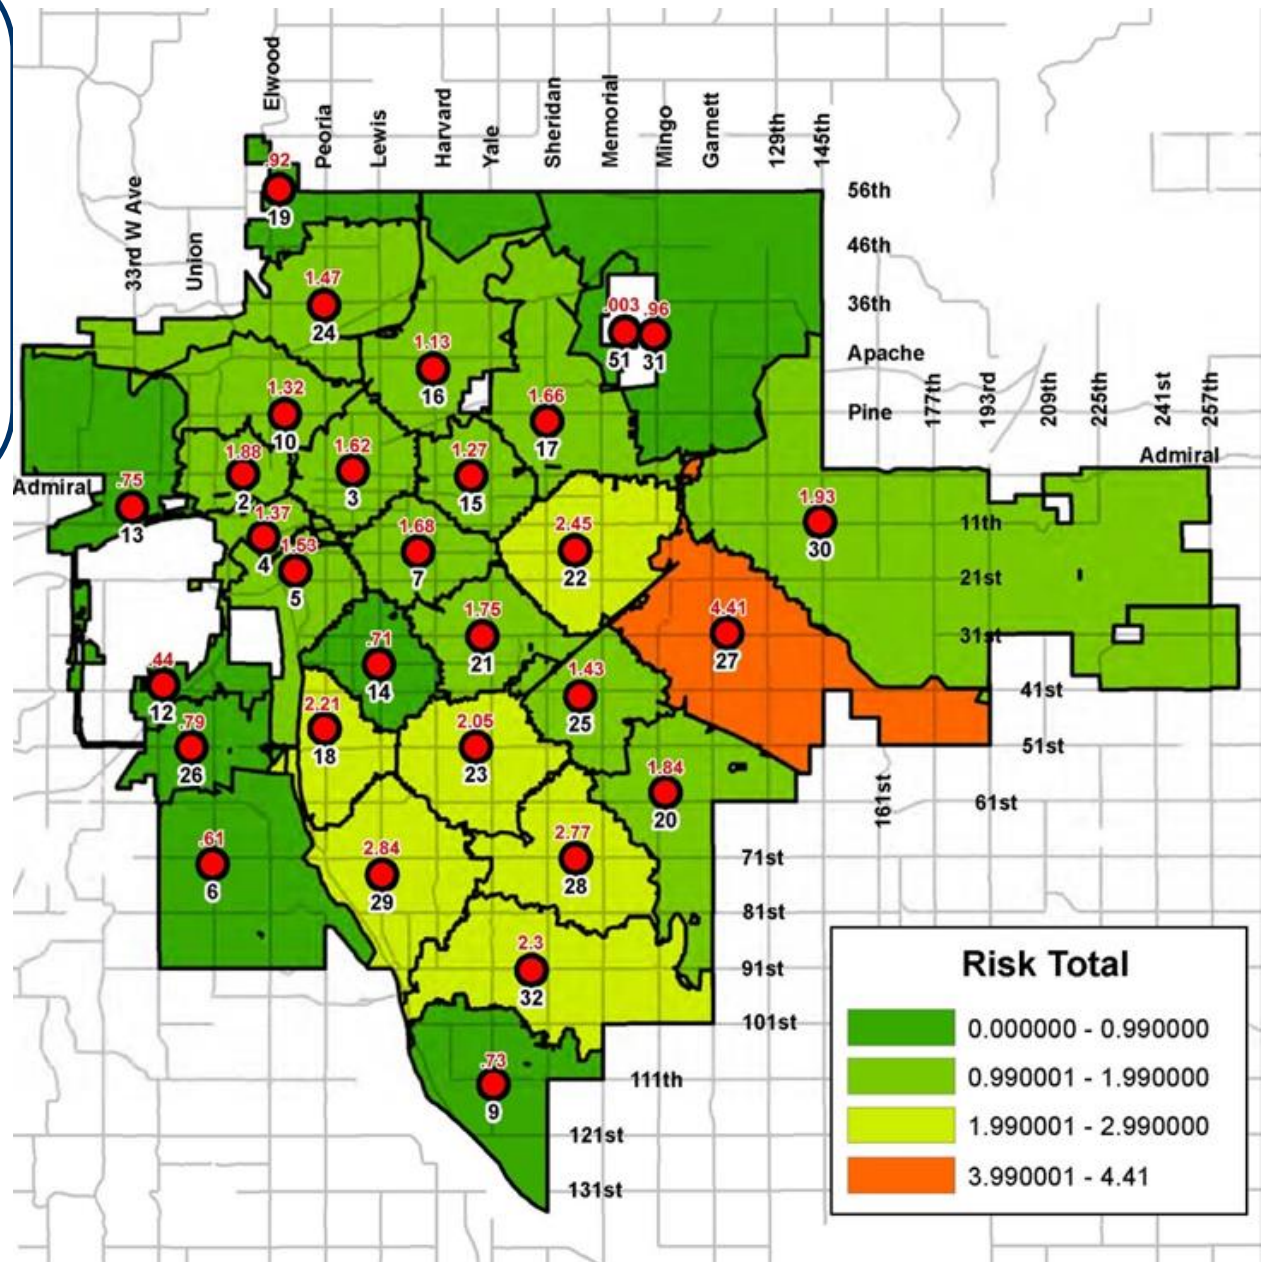 Elwood
Peoria
Lewis
Harvard
Yale
Sheridan
Memorial
Mingo
Garnett
129th
145th
33rd W Ave
Union
.92
19
56th
46th
36th
Apache
Pine
177th
193rd
209th
225th
241st
257th
Admiral
1.47
24
.003
51
.96
31
1.13
16
1.32
10
1.66
17
1.88
2
1.62
3
1.27
15
Admiral
.75
13
1.37
4
1.53
5
1.68
7
2.45
22
1.93
30
11th
21st
31st
41st
51st
161st
61st
1.75
21
4.41
27
.71
14
.44
12
1.43
25
.79
26
2.21
18
2.05
23
1.84
20
.61
6
2.84
29
2.77
28
71st
81st
91st
101st
2.3
32
.73
9
111th
121st
131st
Risk Total
0.000000 - 0.990000
0.990001 - 1.990000
1.990001 - 2.990000
3.990001 - 4.41